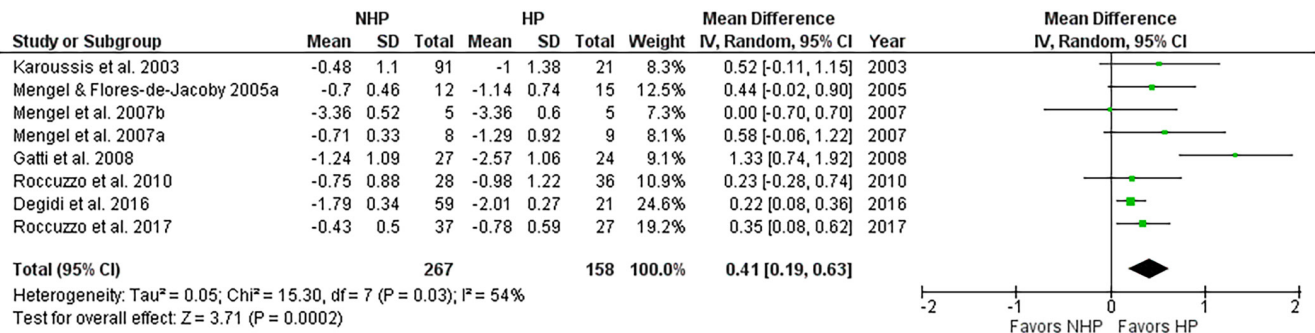 NHP HP Mean Difference Mean Difference
Study or Subgroup Mean SD Total Mean SD Total Weight IV, Random, 95% CI Year IV, Random, 95% CI
Karoussis et al. 2003 -0.48 1.1 91 -1 1.38 21 8.3% 0.52 [-0.11, 1.15] 2003
Mengel & Flores-de-Jacoby 2005a -0.7 0.46 12 -1.14 0.74 15 12.5% 0.44 [-0.02, 0.90] 2005
Mengel et al. 2007b -3.36 0.52 5 -3.36 0.6 5 7.2% 0.00 [-0.70, 0.70] 2007
Mengel et al. 2007a -0.71 0.33 8 -1.29 0.92 9 8.1% 0.58 [-0.06, 1.22] 2007
Gatti et al. 2008 -1.24 1.09 27 -2.57 1.06 24 9.1% 1.33 [0.74, 1.92] 2008
Roccuzzo et al. 2010 -0.75 0.88 28 -0.98 1.22 36 10.9% 0.23 [-0.28, 0.74] 2010
Degidi et al. 2016 -1.79 0.34 59 -2.01 0.27 21 24.6% 0.22 [0.08, 0.36] 2016
Roccuzzo et al. 2017 -0.43 0.5 37 -0.78 0.59 27 19.2% 0.35 [0.08, 0.62] 2017
Total (95% CI) 267 158 100.0% 0.41 [0.19, 0.63]
Heterogeneity: Tau² = 0.05; Chi² = 15.30, df = 7 (P = 0.03); I² = 54%
Test for overall effect: Z = 3.71 (P = 0.0002)
-2 -1 0 1 2
Favors NHP Favors HP